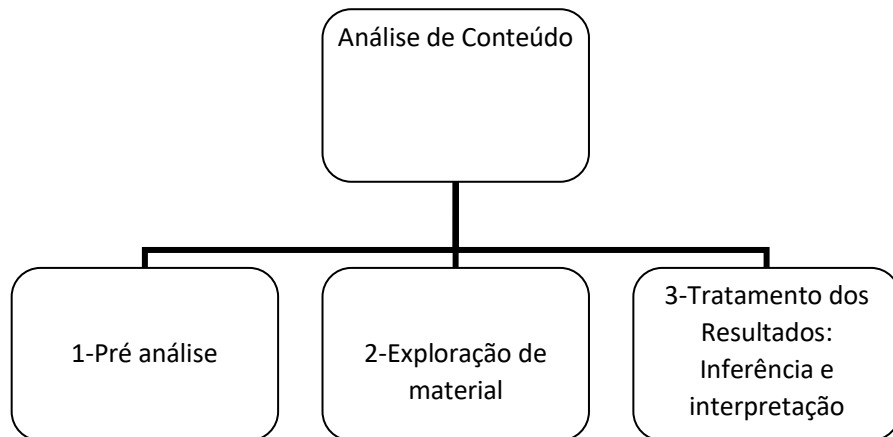 Análise de Conteúdo
1-Pré análise
2-Exploração de
material
3-Tratamento dos
Resultados:
Inferência e
interpretação